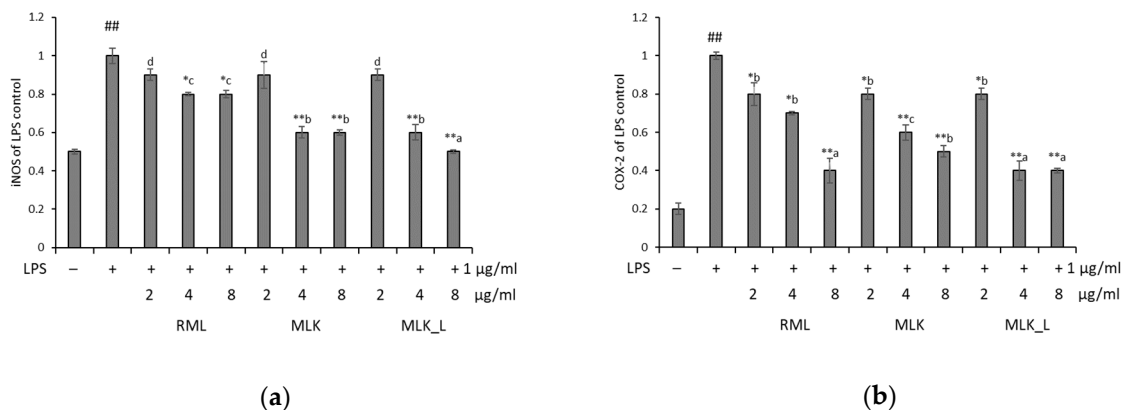 1.2
1
0.8
0.6
0.4
0.2
0
iNOS of LPS control
## d *c *c d **b **b d **b **a
LPS – + + + + + + + + + + 1 µg/ml
2 4 8 2 4 8 2 4 8 µg/ml
RML MLK MLK_L
(a)
1.2
1
0.8
0.6
0.4
0.2
0
COX-2 of LPS control
## *b *b **a *b **c **b *b **a **a
LPS – + + + + + + + + + + 1 µg/ml
2 4 8 2 4 8 2 4 8 µg/ml
RML MLK MLK_L
(b)